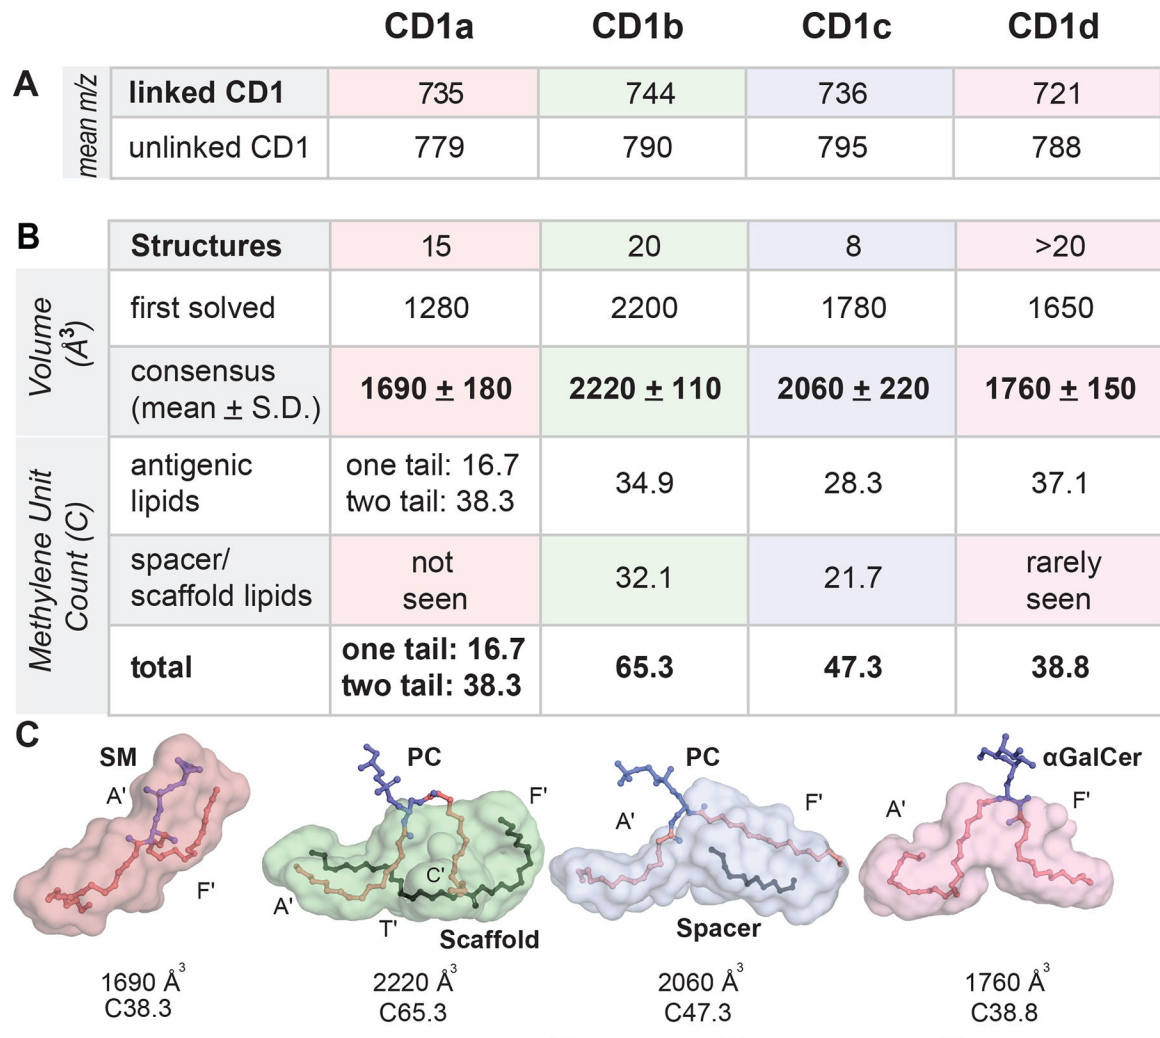 CD1a CD1b CD1c CD1d
A
mean m/z
linked CD1 735 744 736 721
unlinked CD1 779 790 795 788
B
Structures 15 20 8 >20
Volume
(Å³)
first solved 1280 2200 1780 1650
consensus
(mean ± S.D.) 1690 ± 180 2220 ± 110 2060 ± 220 1760 ± 150
Methylene Unit
Count (C)
antigenic
lipids
one tail: 16.7
two tail: 38.3
34.9 28.3 37.1
spacer/
scaffold lipids
not
seen
32.1 21.7
rarely
seen
total
one tail: 16.7
two tail: 38.3
65.3 47.3 38.8
C
SM
A'
F'
1690 Å³
C38.3
PC
F'
C'
A'
T'
Scaffold
2220 Å³
C65.3
PC
A'
F'
Spacer
2060 Å³
C47.3
αGalCer
A'
F'
1760 Å³
C38.8